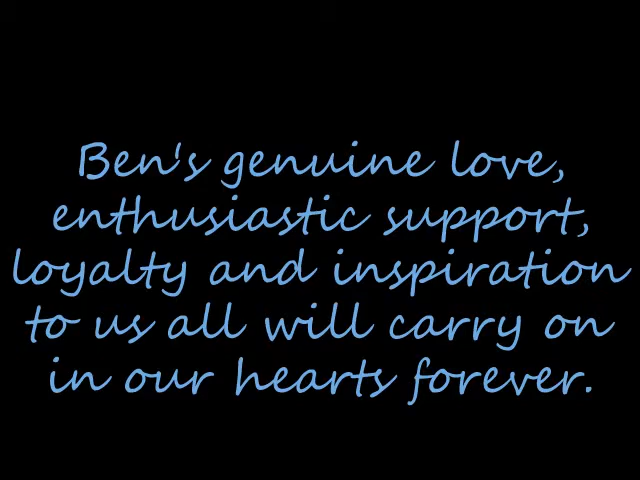 Ben's genuine love,
enthusiastic support,
loyalty and inspiration
to us all will carry on
in our hearts forever.